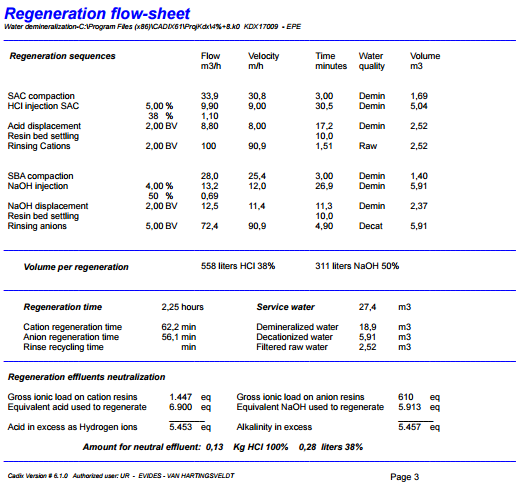 Regeneration flow-sheet
Water demineralization-C:\Program Files (x86)\CADIX61\ProjKdx\4%+8.k0 KDX17009 - EPE
Regeneration sequences Flow Velocity Time Water Volume
m3/h m/h minutes quality m3
SAC compaction 33,9 30,8 3,00 Demin 1,69
HCl injection SAC 5,00 % 9,90 9,00 30,5 Demin 5,04
38 % 1,10
Acid displacement 2,00 BV 8,80 8,00 17,2 Demin 2,52
Resin bed settling 10,0
Rinsing Cations 2,00 BV 100 90,9 1,51 Raw 2,52
SBA compaction 28,0 25,4 3,00 Demin 1,40
NaOH injection 4,00 % 13,2 12,0 26,9 Demin 5,91
50 % 0,69
NaOH displacement 2,00 BV 12,5 11,4 11,3 Demin 2,37
Resin bed settling 10,0
Rinsing anions 5,00 BV 72,4 90,9 4,90 Decat 5,91
Volume per regeneration 558 liters HCl 38% 311 liters NaOH 50%
Regeneration time 2,25 hours Service water 27,4 m3
Cation regeneration time 62,2 min Demineralized water 18,9 m3
Anion regeneration time 56,1 min Decationized water 5,91 m3
Rinse recycling time min Filtered raw water 2,52 m3
Regeneration effluents neutralization
Gross ionic load on cation resins 1.447 eq Gross ionic load on anion resins 610 eq
Equivalent acid used to regenerate 6.900 eq Equivalent NaOH used to regenerate 5.913 eq
Acid in excess as Hydrogen ions 5.453 eq Alkalinity in excess 5.457 eq
Amount for neutral effluent: 0,13 Kg HCl 100% 0,28 liters 38%
Cadix Version # 6.1.0 Authorized user: UR - EVIDES - VAN HARTINGSVELDT Page 3